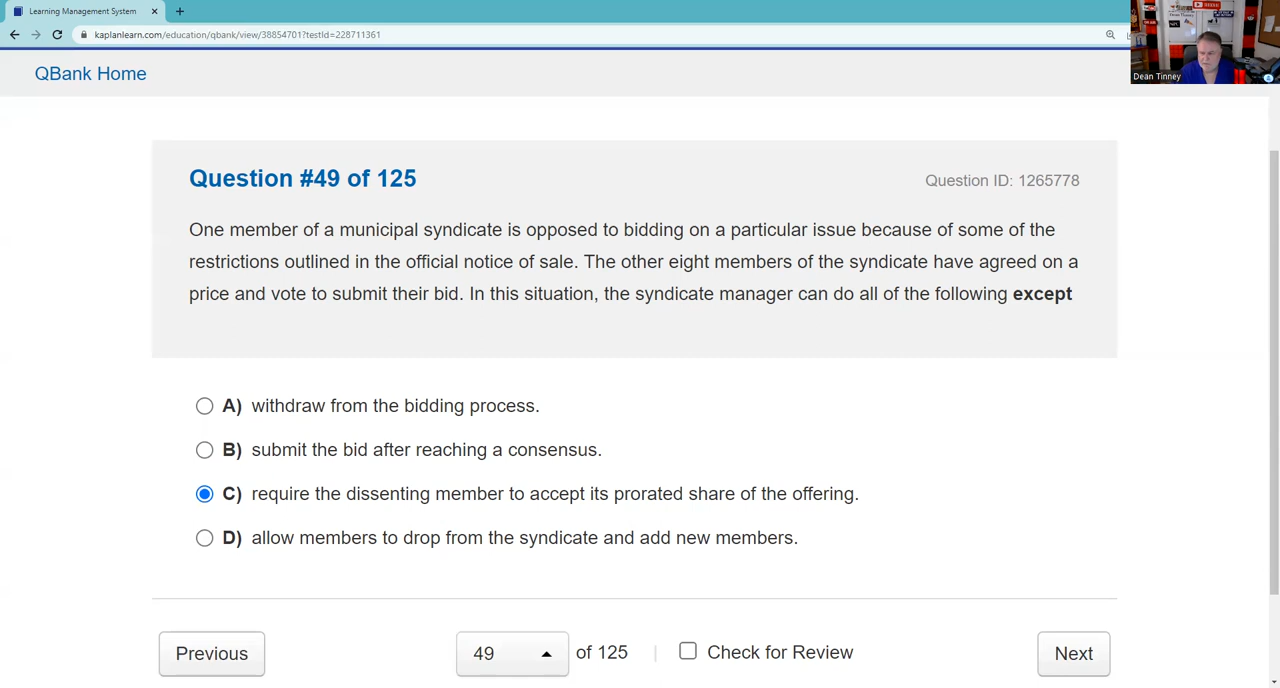 Learning Management System
kaplanlearn.com/education/qbank/view/38854701?testId=228711361
Dean Tinney
QBank Home
Question #49 of 125
Question ID: 1265778
One member of a municipal syndicate is opposed to bidding on a particular issue because of some of the
restrictions outlined in the official notice of sale. The other eight members of the syndicate have agreed on a
price and vote to submit their bid. In this situation, the syndicate manager can do all of the following except
A) withdraw from the bidding process.
B) submit the bid after reaching a consensus.
C) require the dissenting member to accept its prorated share of the offering.
D) allow members to drop from the syndicate and add new members.
Previous
49
of 125
Check for Review
Next